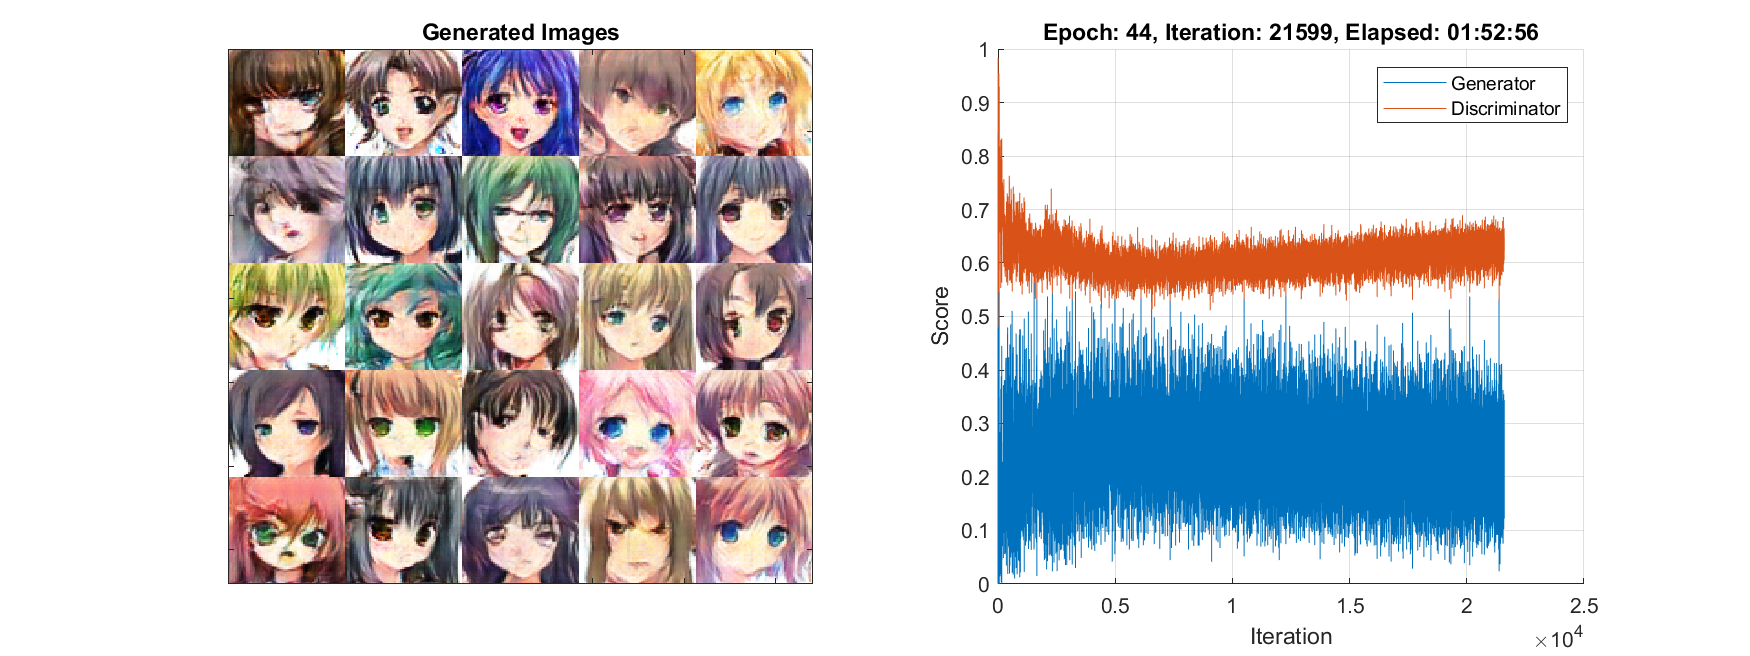 Generated Images
Epoch: 44, Iteration: 21599, Elapsed: 01:52:56
Generator
Discriminator
1
0.9
0.8
0.7
0.6
0.5
0.4
0.3
0.2
0.1
0
Score
0 0.5 1 1.5 2 2.5
Iteration
×10⁴